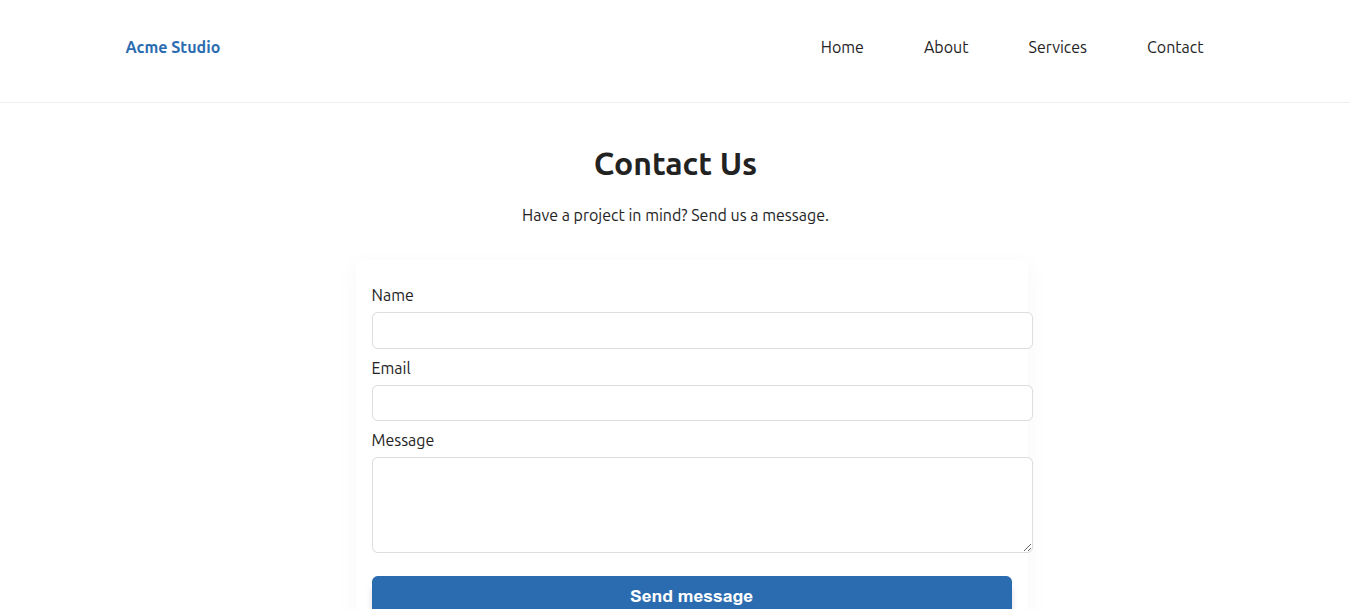 Acme Studio Home About Services Contact
Contact Us
Have a project in mind? Send us a message.
Name
Email
Message
Send message